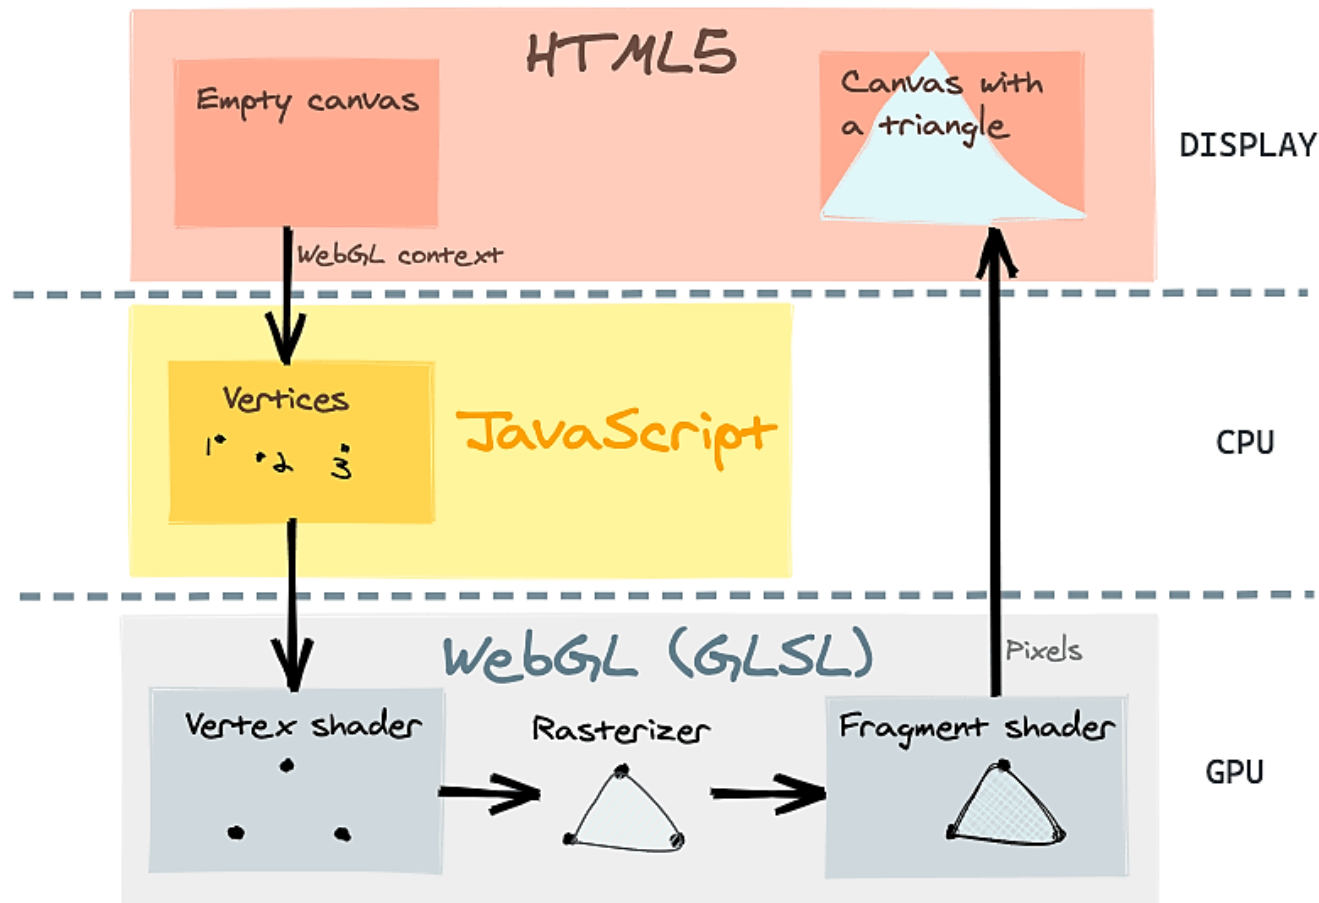 HTML5
Empty canvas
Canvas with
a triangle
DISPLAY
WebGL context
Vertices
1 2 3
JavaScript
CPU
WebGL (GLSL)
Pixels
Vertex shader
Rasterizer
Fragment shader
GPU